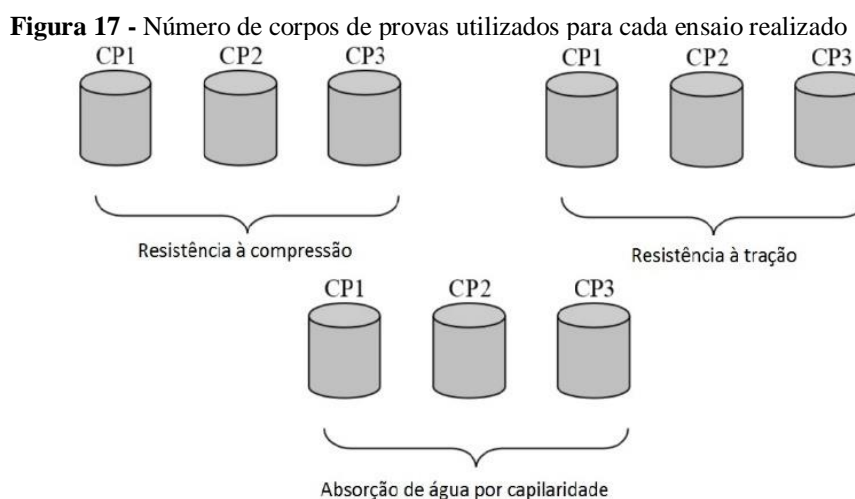 Figura 17 - Número de corpos de provas utilizados para cada ensaio realizado
CP1 CP2 CP3
Resistência à compressão
CP1 CP2 CP3
Resistência à tração
CP1 CP2 CP3
Absorção de água por capilaridade